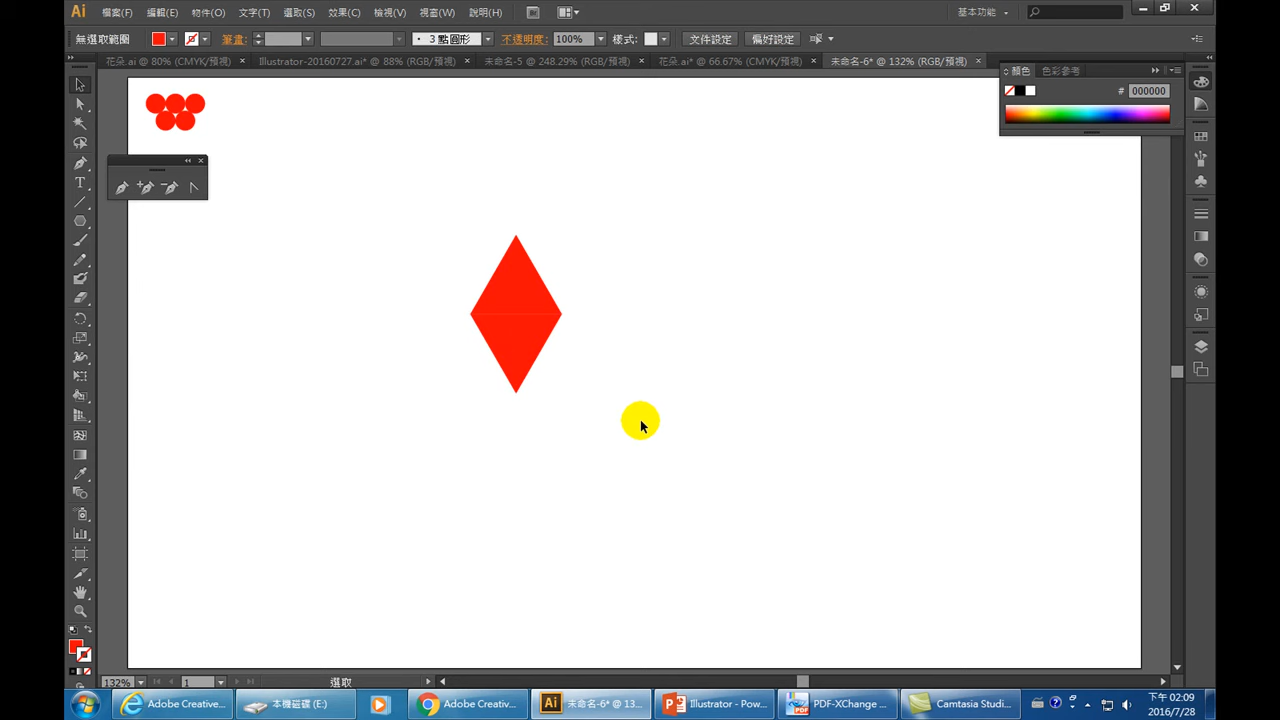 Ai 檔案(F) 編輯(E) 物件(O) 文字(T) 選取(S) 效果(C) 檢視(V) 視窗(W) 說明(H) Br 基本功能
無選取範圍 筆畫: 3 點圓形 不透明度: 100% 樣式: 文件設定 偏好設定
花朵.ai @ 80% (CMYK/預視) Illustrator-20160727.ai* @ 88% (RGB/預視) 未命名-5 @ 248.29% (RGB/預視) 花朵.ai* @ 66.67% (CMYK/預視) 未命名-6* @ 132% (RGB/預視)
顏色 色彩參考
# 000000
132% 1 選取
Adobe Creative... 本機磁碟 (E:) Adobe Creativ... Ai 未命名-6* @ 13... Illustrator - Pow... PDF-XChange ... Camtasia Studi... 下午 02:09
2016/7/28